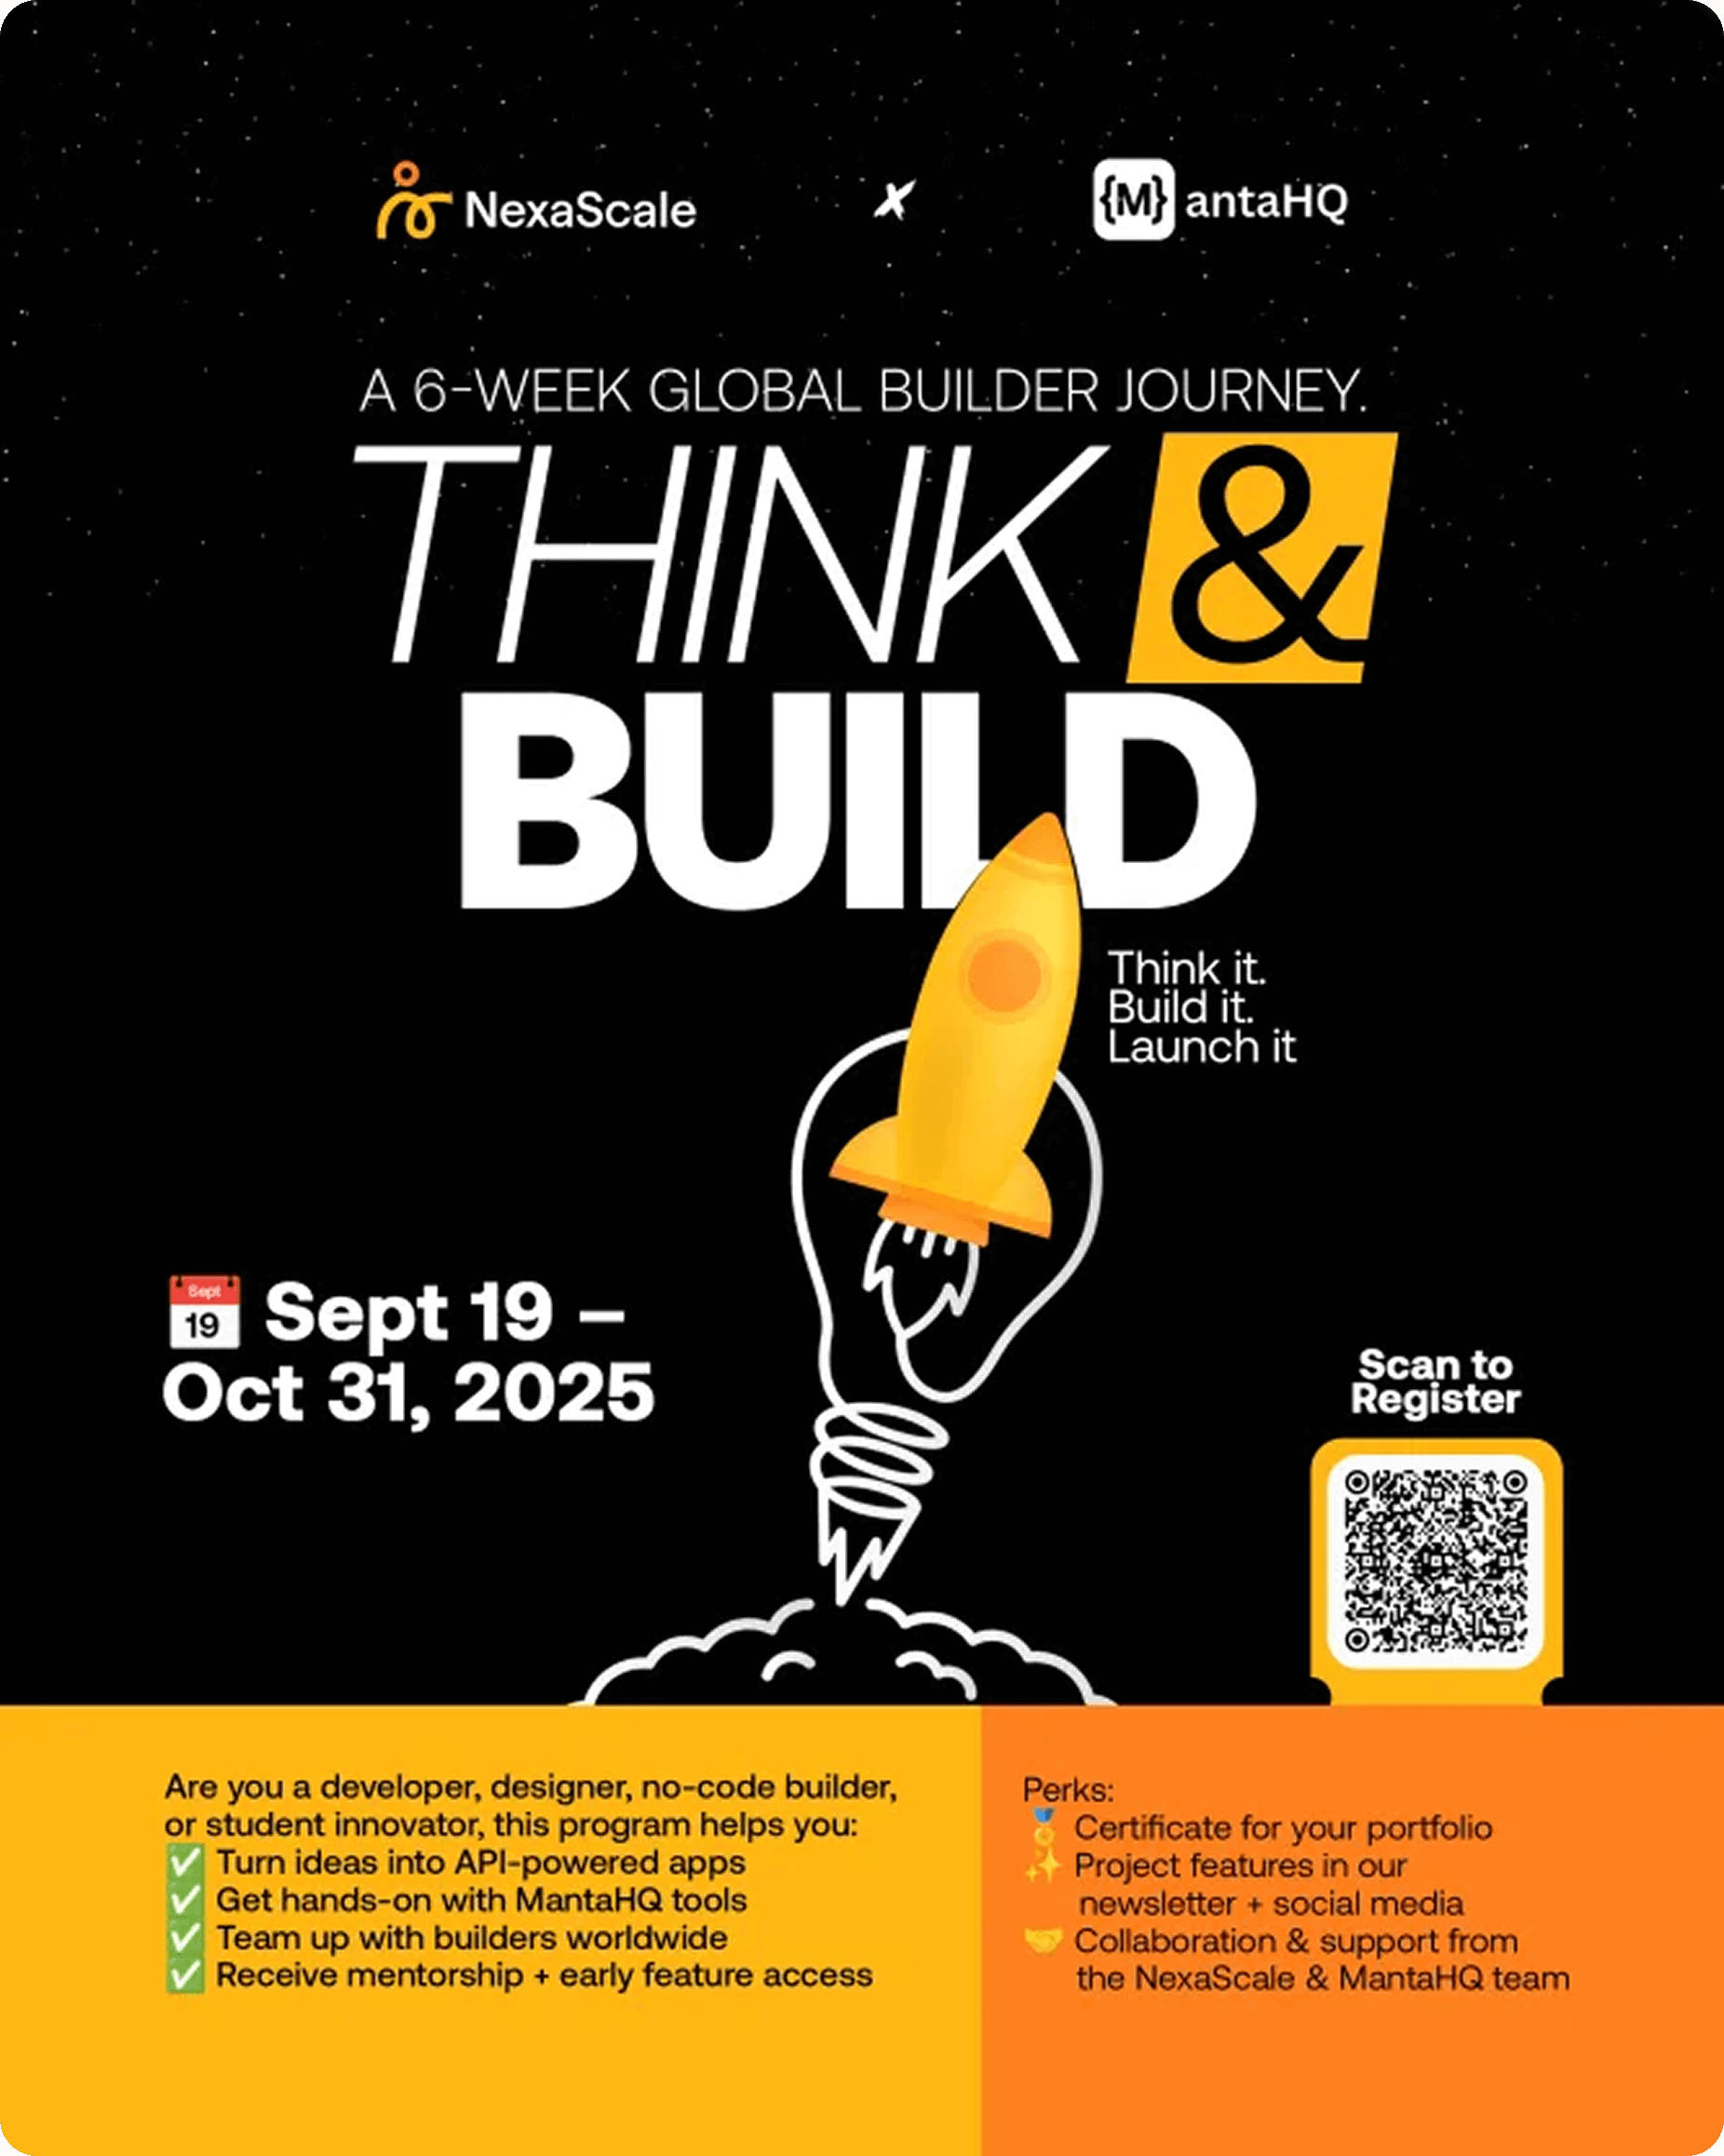 NexaScale x {M}antaHQ
A 6-WEEK GLOBAL BUILDER JOURNEY.
THINK &
BUILD
Think it.
Build it.
Launch it
Sept
19
Sept 19 –
Oct 31, 2025
Scan to
Register
Are you a developer, designer, no-code builder,
or student innovator, this program helps you:
✅ Turn ideas into API-powered apps
✅ Get hands-on with MantaHQ tools
✅ Team up with builders worldwide
✅ Receive mentorship + early feature access
Perks:
🏅 Certificate for your portfolio
✨ Project features in our
newsletter + social media
🤝 Collaboration & support from
the NexaScale & MantaHQ team